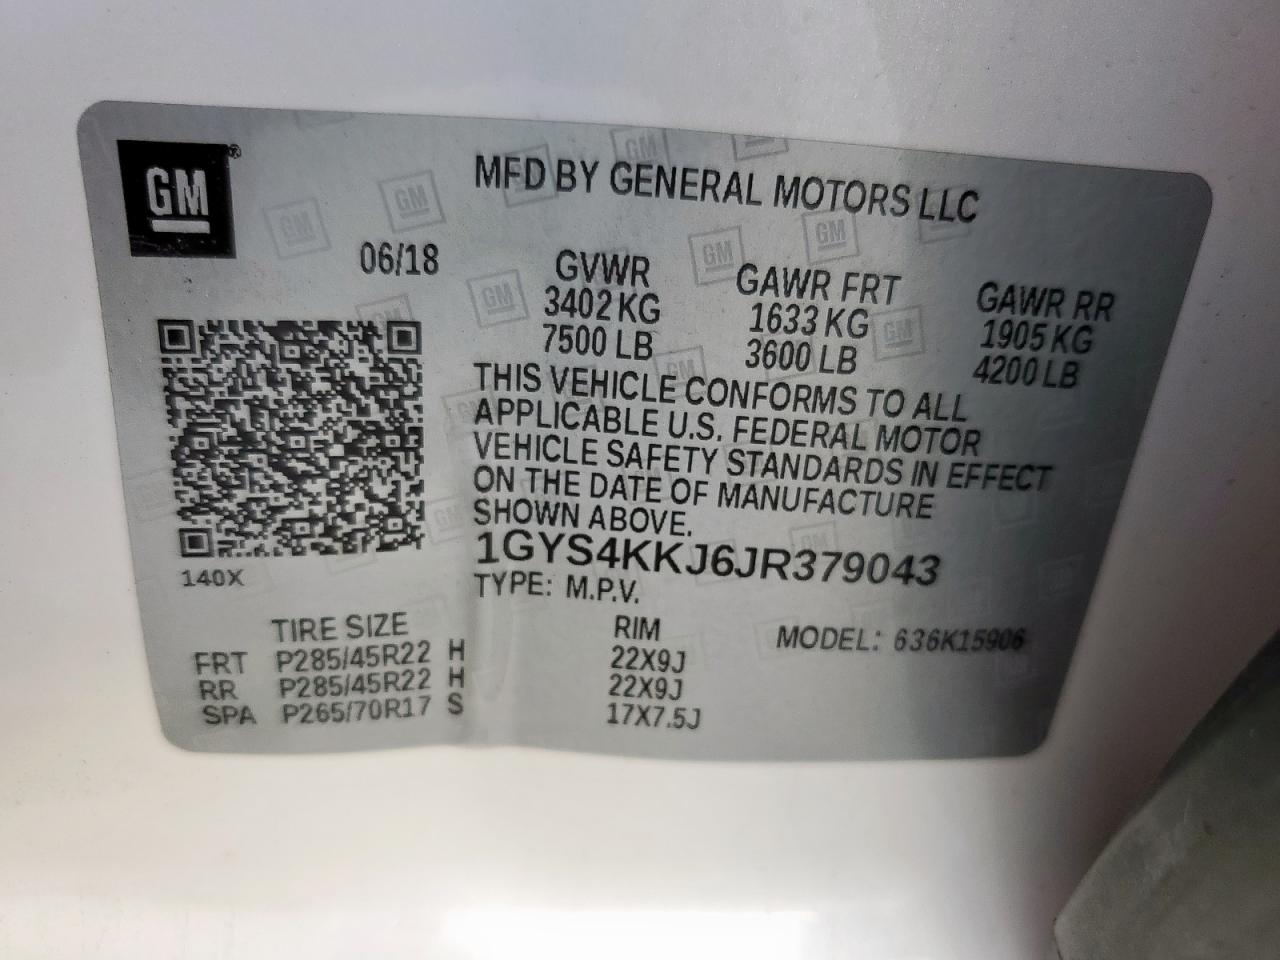 GM®
MFD BY GENERAL MOTORS LLC
06/18
GVWR
3402 KG
7500 LB
GAWR FRT
1633 KG
3600 LB
GAWR RR
1905 KG
4200 LB
THIS VEHICLE CONFORMS TO ALL
APPLICABLE U.S. FEDERAL MOTOR
VEHICLE SAFETY STANDARDS IN EFFECT
ON THE DATE OF MANUFACTURE
SHOWN ABOVE.
1GYS4KKJ6JR379043
TYPE: M.P.V.
140X
MODEL: 636K15906
TIRE SIZE RIM
FRT P285/45R22 H 22X9J
RR P285/45R22 H 22X9J
SPA P265/70R17 S 17X7.5J